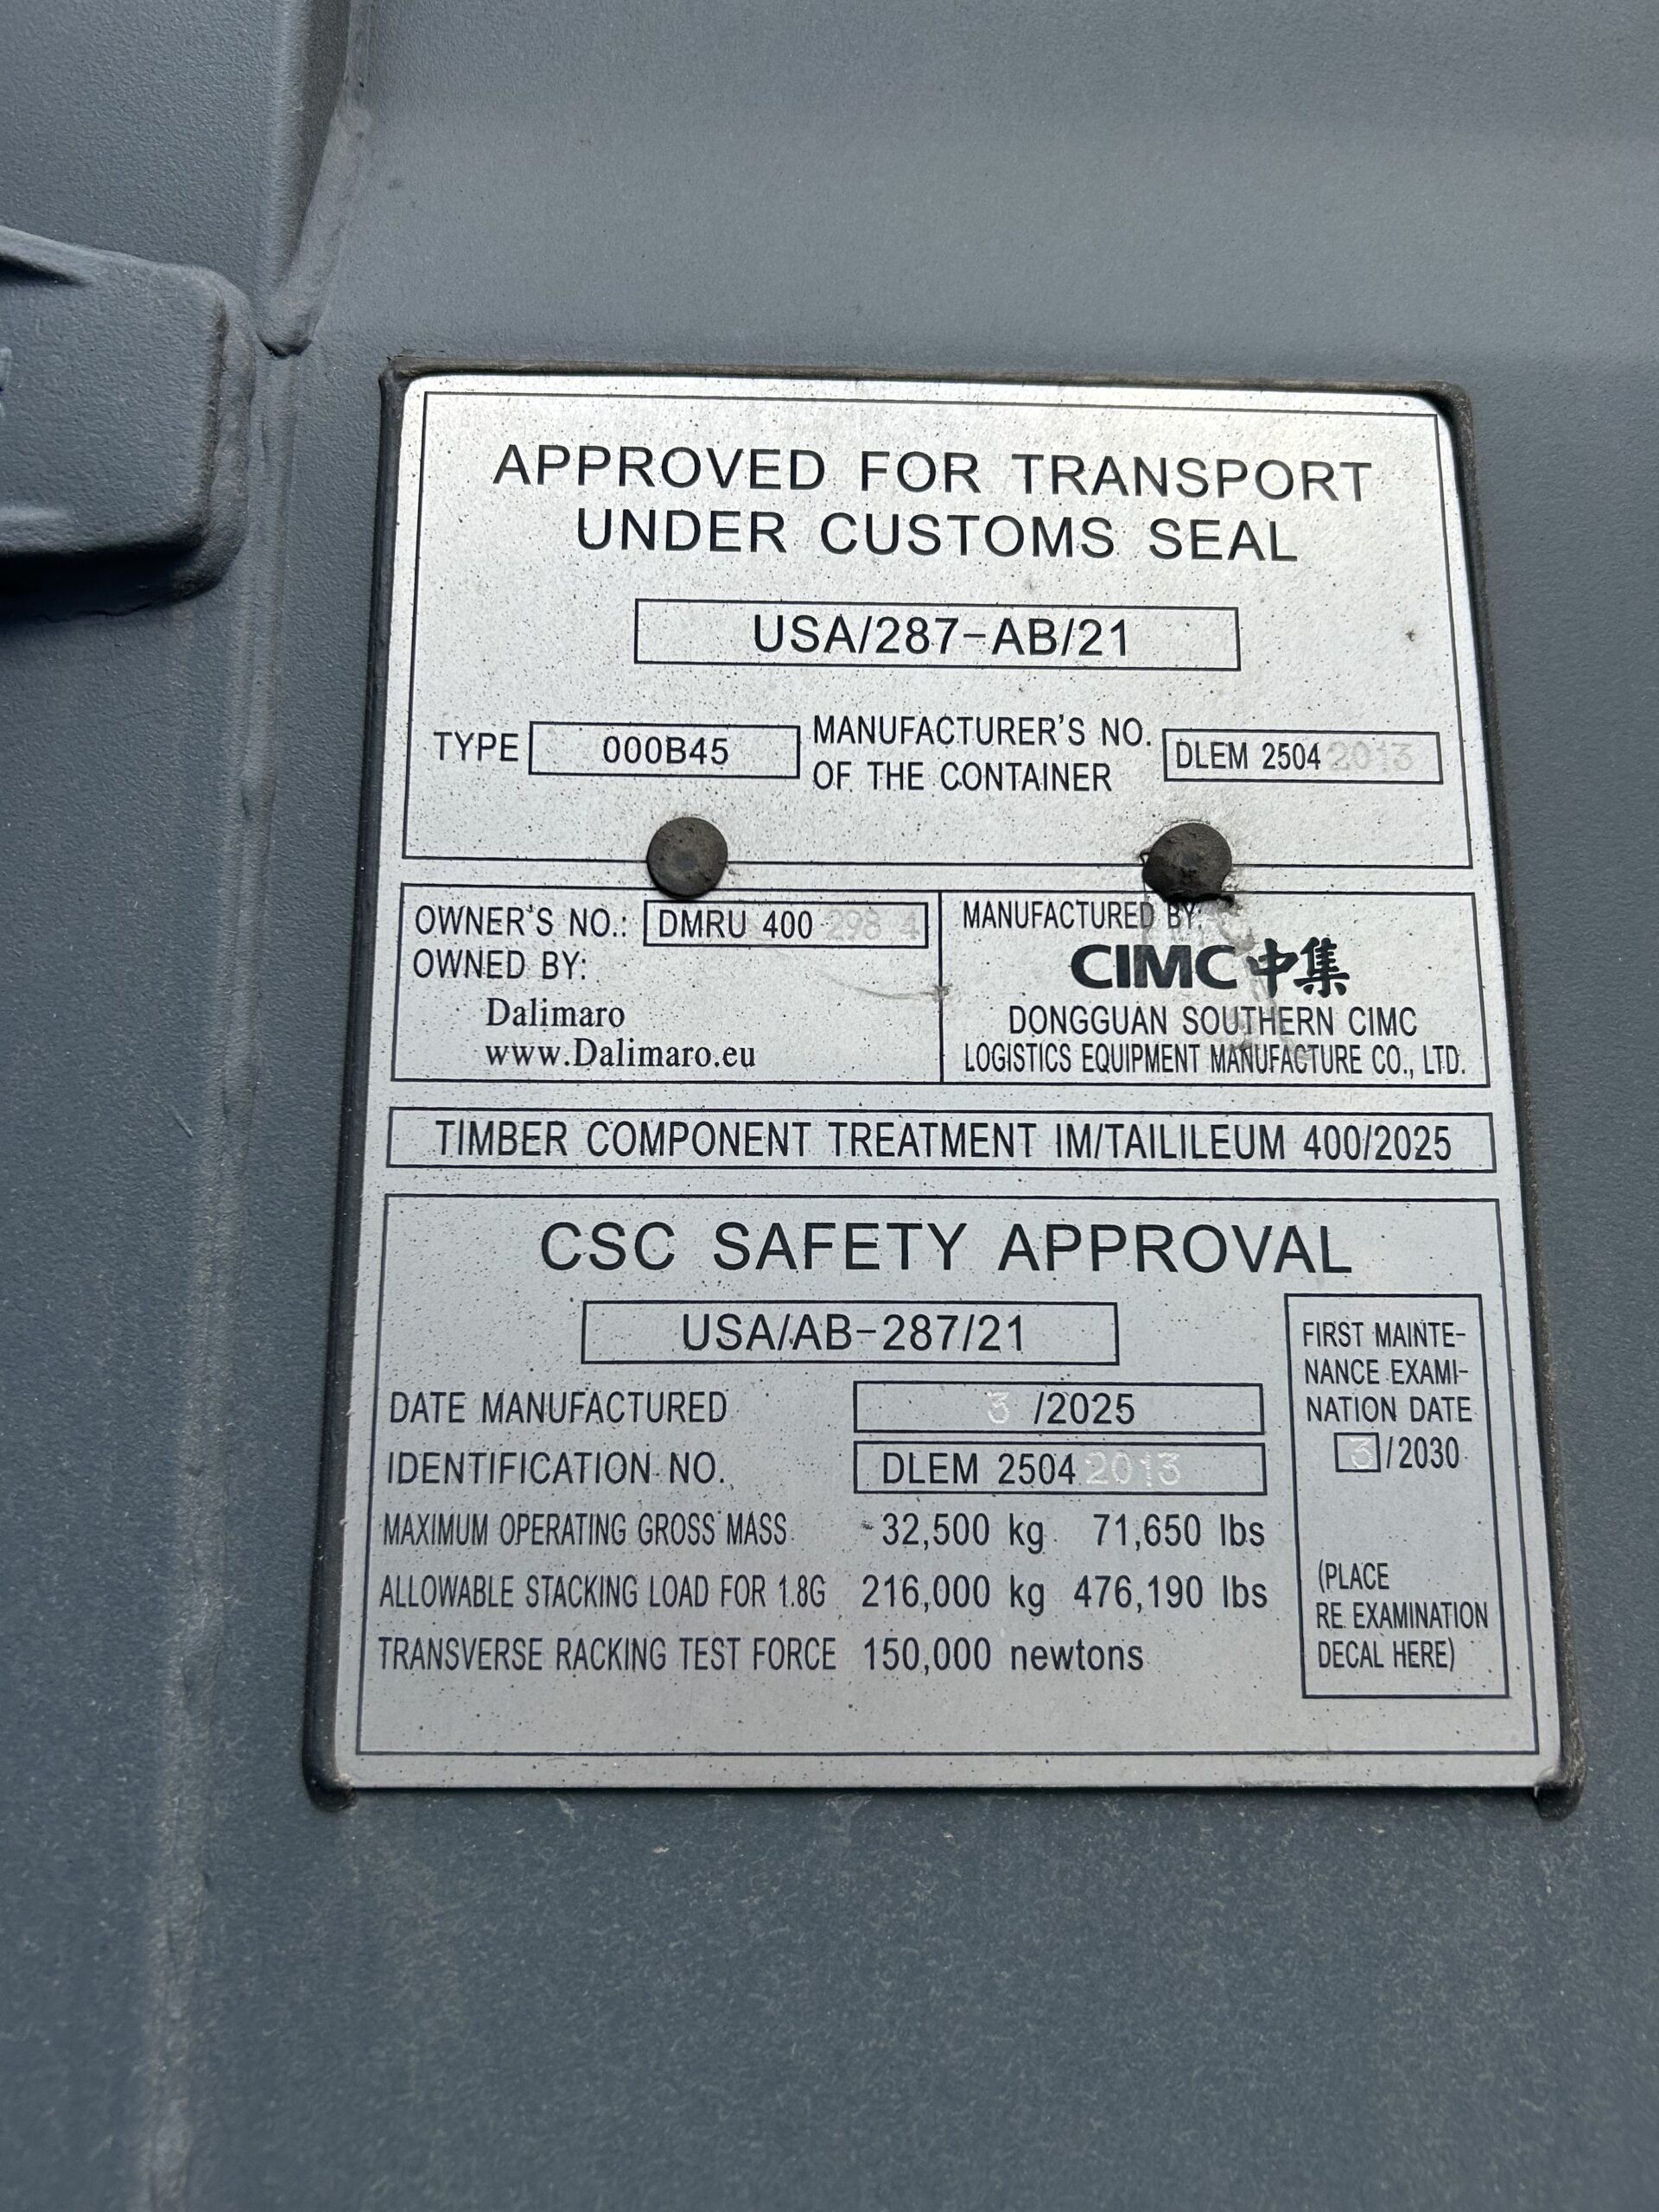 APPROVED FOR TRANSPORT
UNDER CUSTOMS SEAL
USA/287-AB/21
TYPE 000B45 MANUFACTURER'S NO. OF THE CONTAINER DLEM 2504 2013
OWNER'S NO.: DMRU 400 298 4
OWNED BY:
Dalimaro
www.Dalimaro.eu
MANUFACTURED BY:
CIMC 中集
DONGGUAN SOUTHERN CIMC
LOGISTICS EQUIPMENT MANUFACTURE CO., LTD.
TIMBER COMPONENT TREATMENT IM/TAILILEUM 400/2025
CSC SAFETY APPROVAL
USA/AB-287/21
DATE MANUFACTURED 3 /2025
IDENTIFICATION NO. DLEM 2504 2013
MAXIMUM OPERATING GROSS MASS 32,500 kg 71,650 lbs
ALLOWABLE STACKING LOAD FOR 1.8G 216,000 kg 476,190 lbs
TRANSVERSE RACKING TEST FORCE 150,000 newtons
FIRST MAINTE-
NANCE EXAMI-
NATION DATE
3/2030
(PLACE
RE EXAMINATION
DECAL HERE)